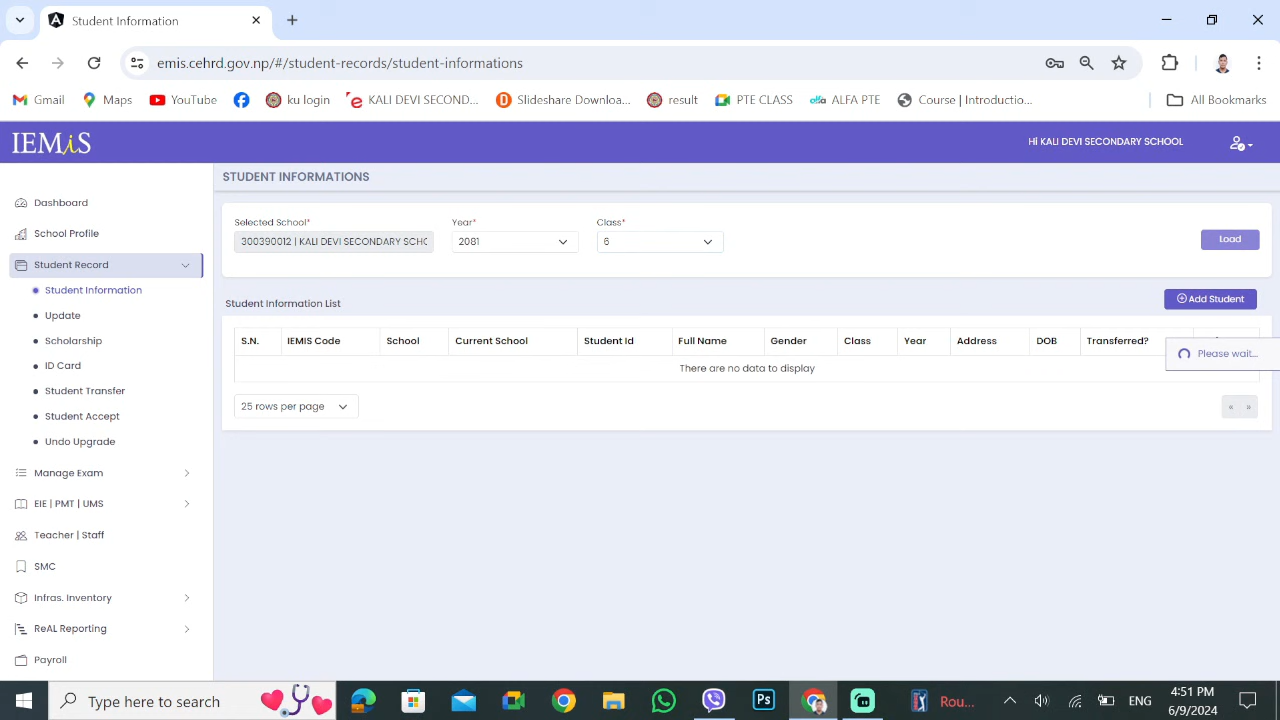 Student Information
emis.cehrd.gov.np/#/student-records/student-informations
Gmail
Maps
YouTube
ku login
KALI DEVI SECOND...
Slideshare Downloa...
result
PTE CLASS
ALFA PTE
Course | Introductio...
All Bookmarks
IEMiS
Hi KALI DEVI SECONDARY SCHOOL
Dashboard
School Profile
Student Record
Student Information
Update
Scholarship
ID Card
Student Transfer
Student Accept
Undo Upgrade
Manage Exam
EIE | PMT | UMS
Teacher | Staff
SMC
Infras. Inventory
ReAL Reporting
Payroll
STUDENT INFORMATIONS
Selected School* Year* Class*
300390012 | KALI DEVI SECONDARY SCHO 2081 6 Load
Student Information List Add Student
S.N. IEMIS Code School Current School Student Id Full Name Gender Class Year Address DOB Transferred?
Please wait...
There are no data to display
25 rows per page « »
Type here to search
Ps
Rou...
ENG
4:51 PM
6/9/2024